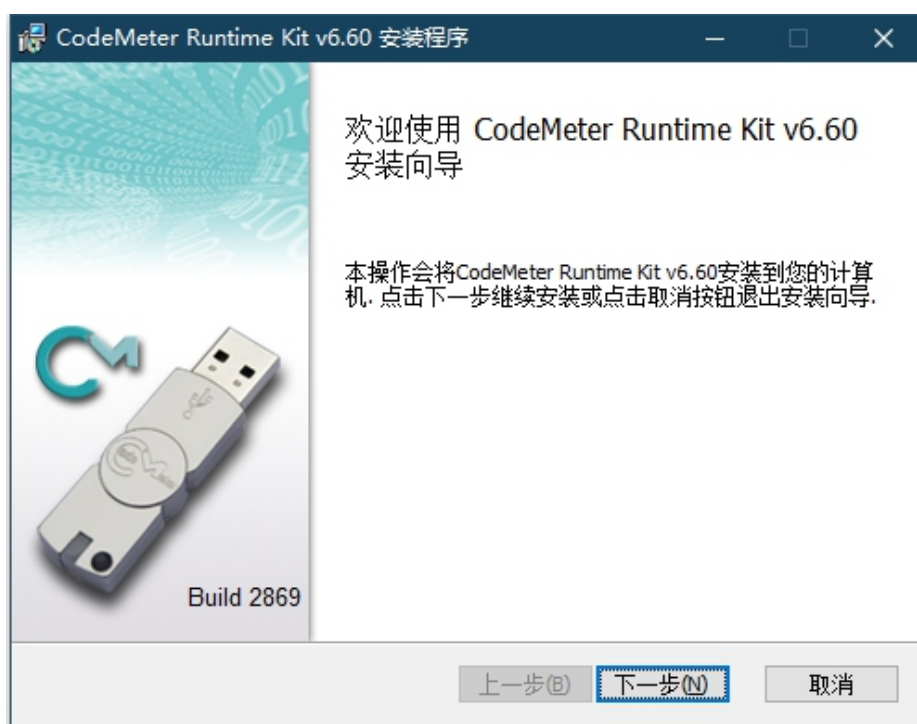 CodeMeter Runtime Kit v6.60 安装程序
欢迎使用 CodeMeter Runtime Kit v6.60
安装向导
本操作会将CodeMeter Runtime Kit v6.60安装到您的计算
机. 点击下一步继续安装或点击取消按钮退出安装向导.
CM
Build 2869
上一步(B)
下一步(N)
取消